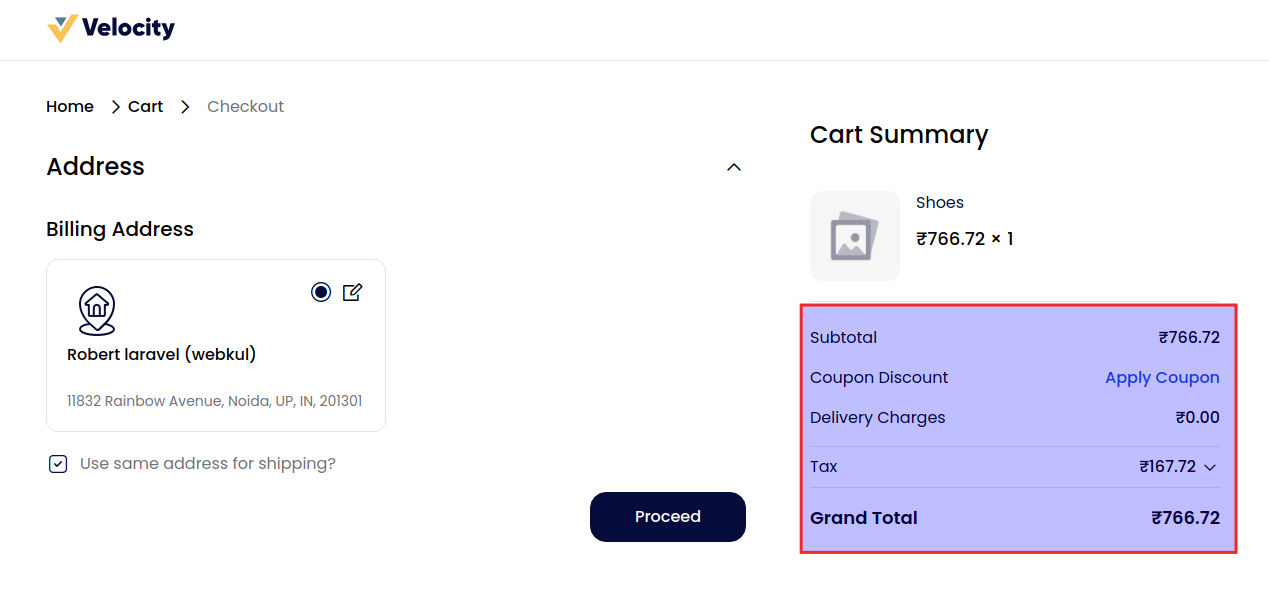 Velocity
Home > Cart > Checkout
Address
Billing Address
Robert laravel (webkul)
11832 Rainbow Avenue, Noida, UP, IN, 201301
Use same address for shipping?
Proceed
Cart Summary
Shoes
₹766.72 × 1
Subtotal ₹766.72
Coupon Discount Apply Coupon
Delivery Charges ₹0.00
Tax ₹167.72
Grand Total ₹766.72